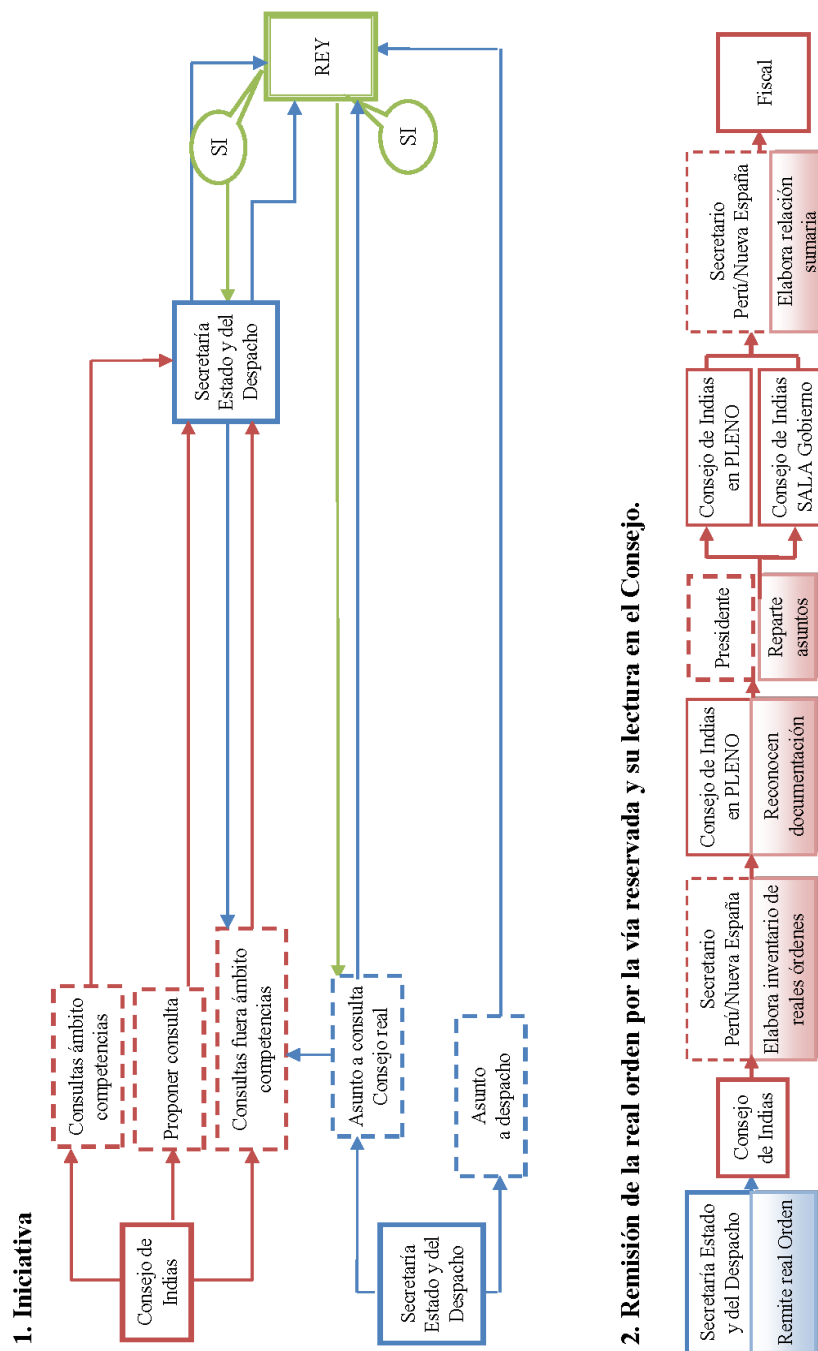 1. Iniciativa
Consejo de
Indias
Consultas ámbito
competencias
Proponer consulta
Consultas fuera ámbito
competencias
Secretaría
Estado y del
Despacho
SI
REY
SI
Secretaría
Estado y del
Despacho
Asunto a consulta
Consejo real
Asunto
a despacho
2. Remisión de la real orden por la vía reservada y su lectura en el Consejo.
Secretaría Estado
y del Despacho
Remite real Orden
Consejo
de Indias
Secretario
Perú/Nueva España
Elabora inventario de
reales órdenes
Consejo de Indias
en PLENO
Reconocen
documentación
Presidente
Reparte
asuntos
Consejo de Indias
en PLENO
Consejo de Indias
SALA Gobierno
Secretario
Perú/Nueva España
Elabora relación
sumaria
Fiscal